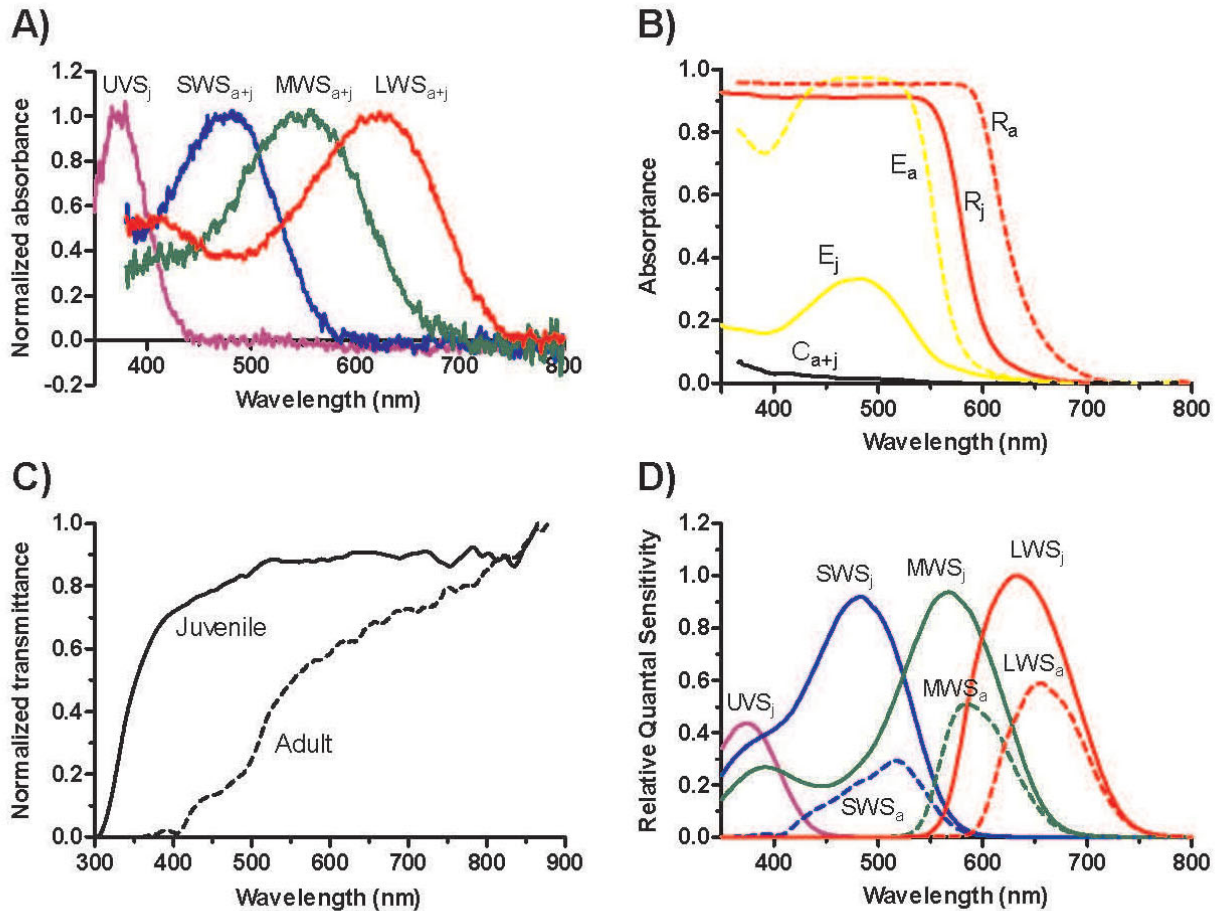 A)
UVSj SWSa+j MWSa+j LWSa+j
1.2
1.0
0.8
0.6
0.4
0.2
0.0
-0.2
400 500 600 700 800
Normalized absorbance
Wavelength (nm)
B)
1.0
0.8
0.6
0.4
0.2
0.0
Ra
Ea
Rj
Ej
Ca+j
400 500 600 700 800
Absorptance
Wavelength (nm)
C)
1.0
0.8
0.6
0.4
0.2
0.0
Juvenile
Adult
300 400 500 600 700 800 900
Normalized transmittance
Wavelength (nm)
D)
1.2
1.0
0.8
0.6
0.4
0.2
0.0
LWSj
SWSj MWSj
LWSa
MWSa
UVSj
SWSa
400 500 600 700 800
Relative Quantal Sensitivity
Wavelength (nm)